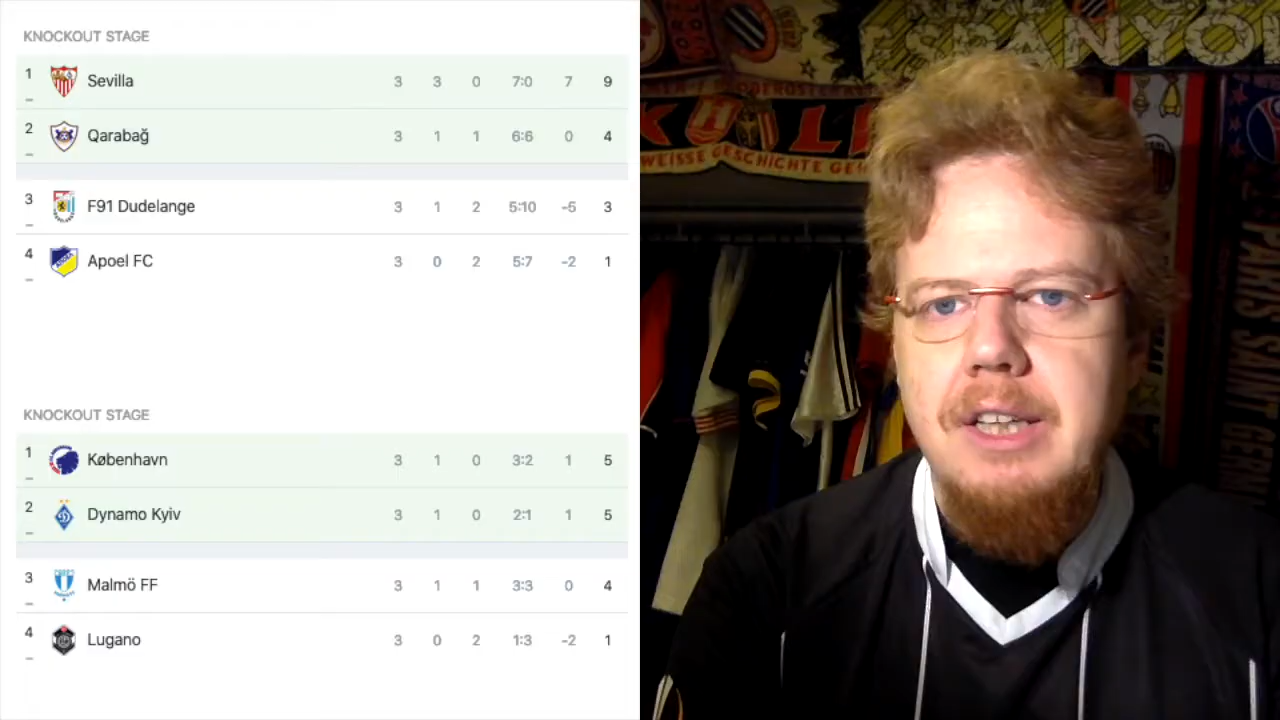 KNOCKOUT STAGE
1 Sevilla 3 3 0 7:0 7 9
2 Qarabağ 3 1 1 6:6 0 4
3 F91 Dudelange 3 1 2 5:10 -5 3
4 Apoel FC 3 0 2 5:7 -2 1
KNOCKOUT STAGE
1 København 3 1 0 3:2 1 5
2 Dynamo Kyiv 3 1 0 2:1 1 5
3 Malmö FF 3 1 1 3:3 0 4
4 Lugano 3 0 2 1:3 -2 1
ESPANYOL
WEISSE GESCHICHTE
PARIS SAINT GERM